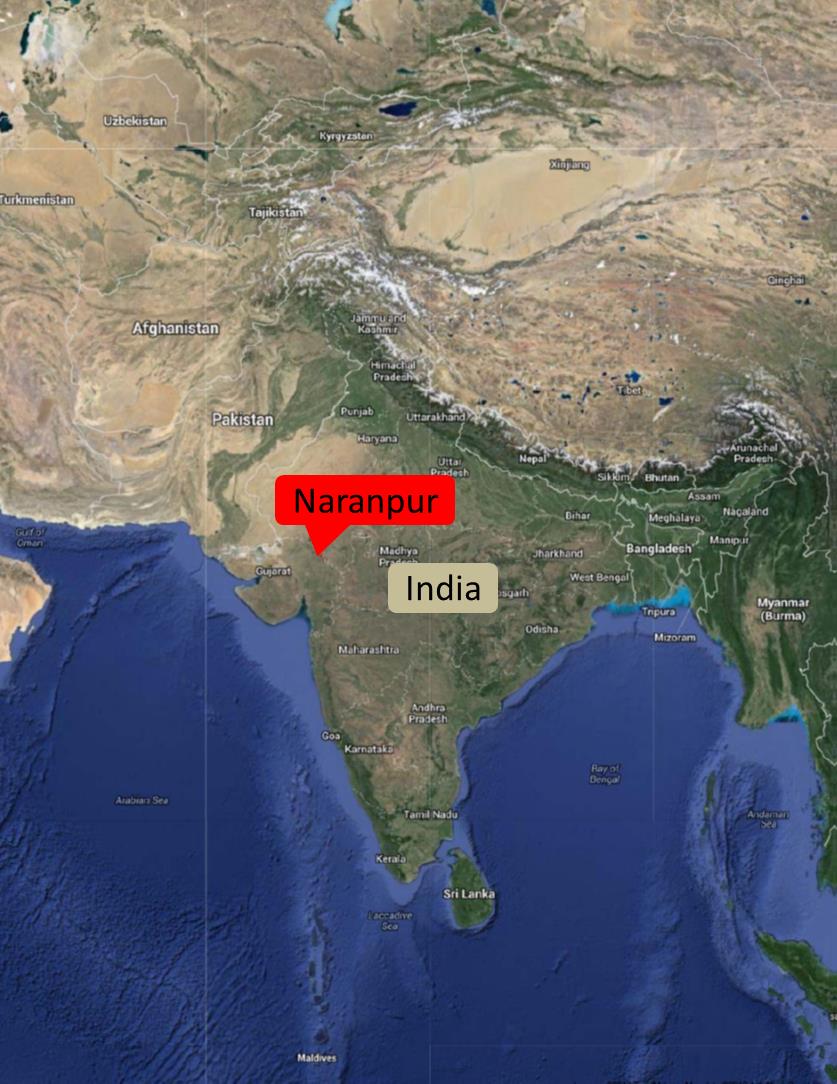 Uzbekistan
Kyrgyzstan
Xinjiang
Turkmenistan
Tajikistan
Qinghai
Afghanistan
Jammu and
Kashmir
Himachal
Pradesh
Tibet
Punjab
Pakistan
Uttarakhand
Haryana
Arunachal
Pradesh
Nepal
Uttar
Pradesh
Sikkim
Bhutan
Assam
Naranpur
Nagaland
Bihar
Meghalaya
Gulf of
Oman
Manipur
Bangladesh
Madhya
Jharkhand
Gujarat
West Bengal
India
Myanmar
(Burma)
Tripura
Odisha
Mizoram
Maharashtra
Andhra
Pradesh
Goa
Karnataka
Bay of
Bengal
Arabian Sea
Tamil Nadu
Andaman
Sea
Kerala
Sri Lanka
Laccadive
Sea
Maldives